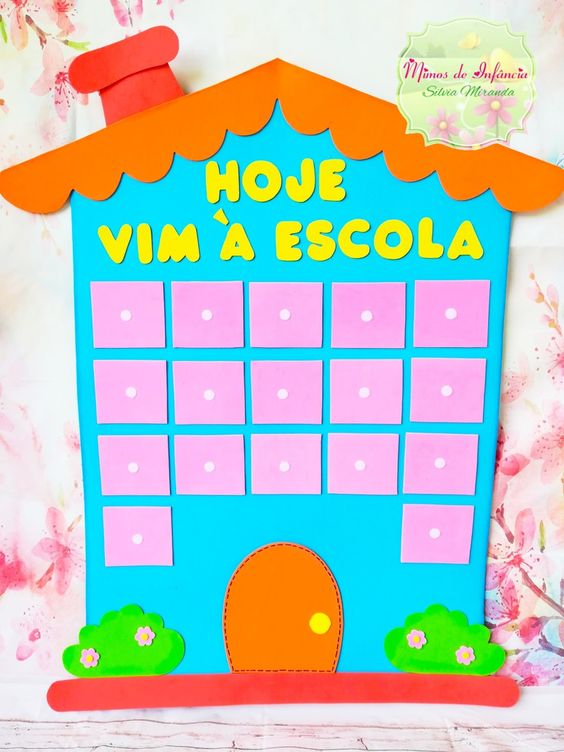 Mimos de Infância
Silvia Miranda
HOJE
VIM À ESCOLA